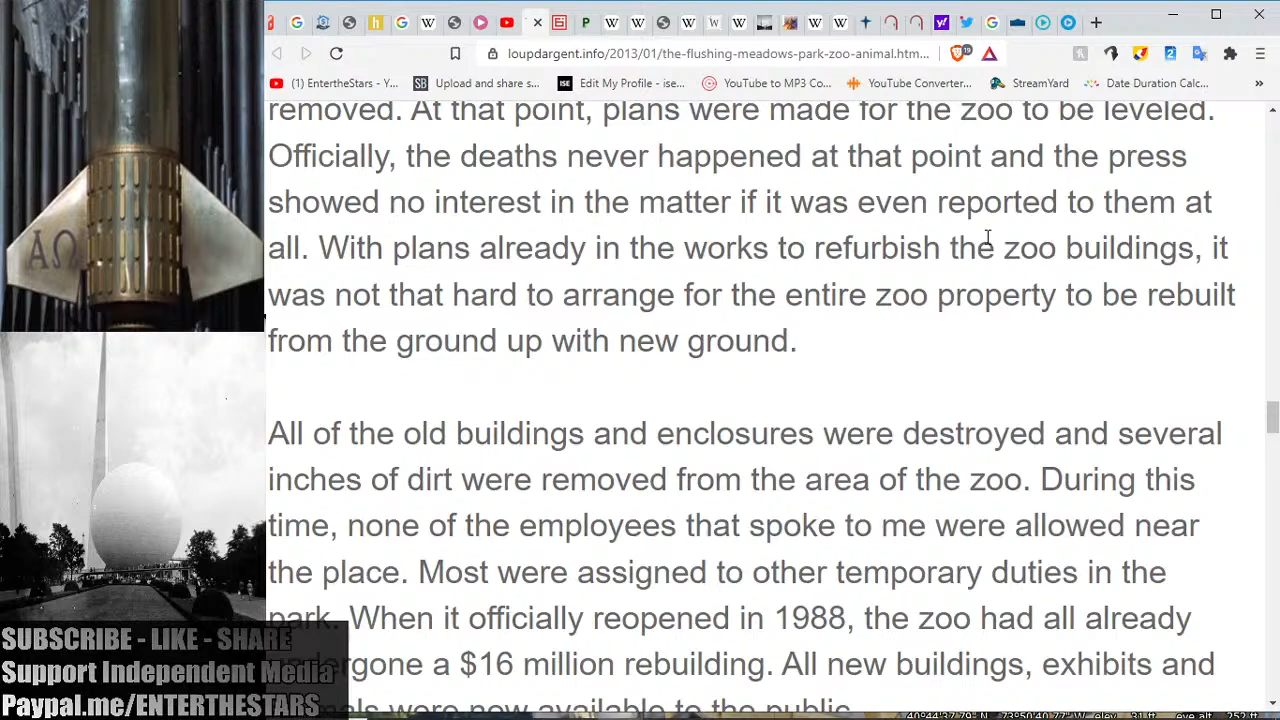 loupdargent.info/2013/01/the-flushing-meadows-park-zoo-animal.htm...
(1) EntertheStars - Y...
Upload and share s...
Edit My Profile - ise...
YouTube to MP3 Co...
YouTube Converter...
StreamYard
Date Duration Calc...
removed. At that point, plans were made for the zoo to be leveled.
Officially, the deaths never happened at that point and the press
showed no interest in the matter if it was even reported to them at
all. With plans already in the works to refurbish the zoo buildings, it
was not that hard to arrange for the entire zoo property to be rebuilt
from the ground up with new ground.
All of the old buildings and enclosures were destroyed and several
inches of dirt were removed from the area of the zoo. During this
time, none of the employees that spoke to me were allowed near
the place. Most were assigned to other temporary duties in the
park. When it officially reopened in 1988, the zoo had all already
undergone a $16 million rebuilding. All new buildings, exhibits and
were now available to the public.
ΑΩ
SUBSCRIBE - LIKE - SHARE
Support Independent Media
Paypal.me/ENTERTHESTARS